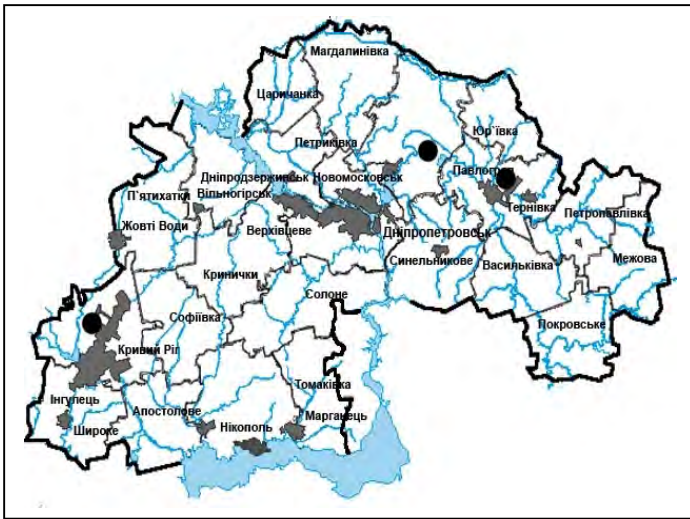 Магдалинівка
Царичанка
Юр`ївка
Петриківка
Дніпродзержинськ
Новомосковськ
Павлоград
П`ятихатки
Вільногірськ
Тернівка
Петропавлівка
Жовті Води
Верхівцеве
Дніпропетровськ
Синельникове
Васильківка
Межова
Кринички
Солоне
Софіївка
Покровське
Кривий Ріг
Інгулець
Апостолове
Томаківка
Широке
Нікополь
Марганець